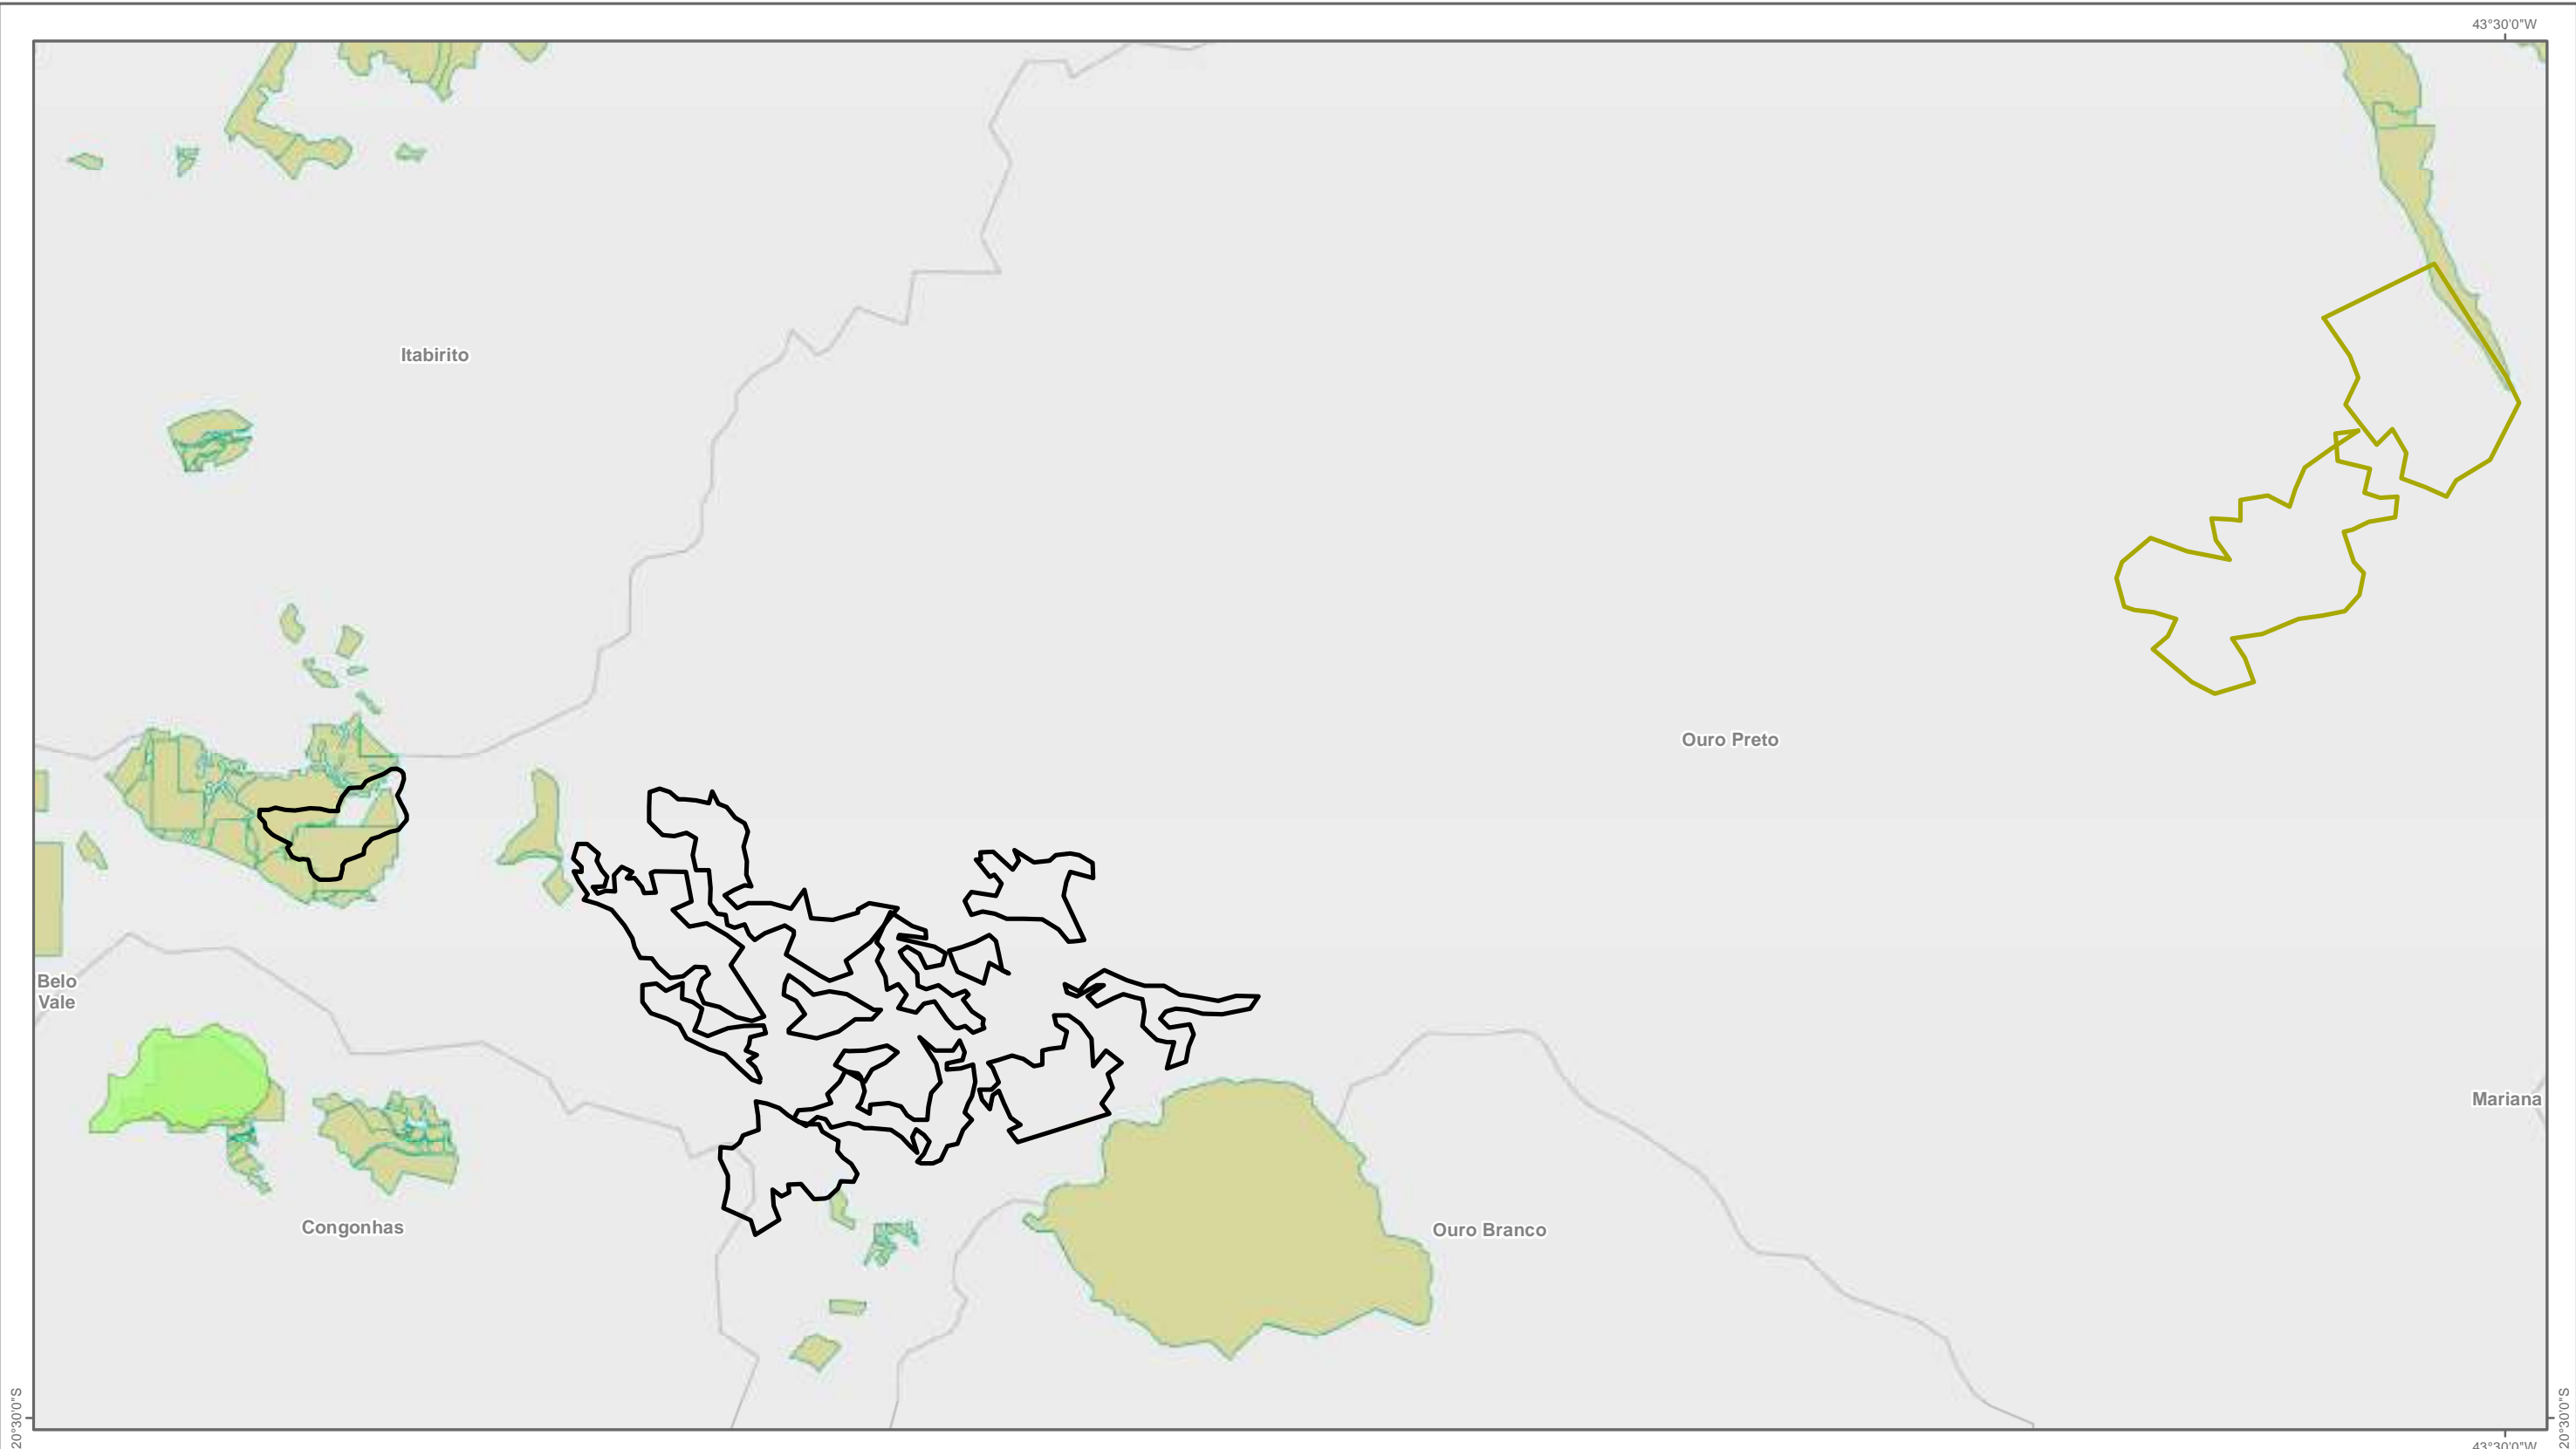 43°30'0"W
Itabirito
Ouro Preto
Belo
Vale
Mariana
Congonhas
Ouro Branco
20°30'0"S
20°30'0"S
43°30'0"W